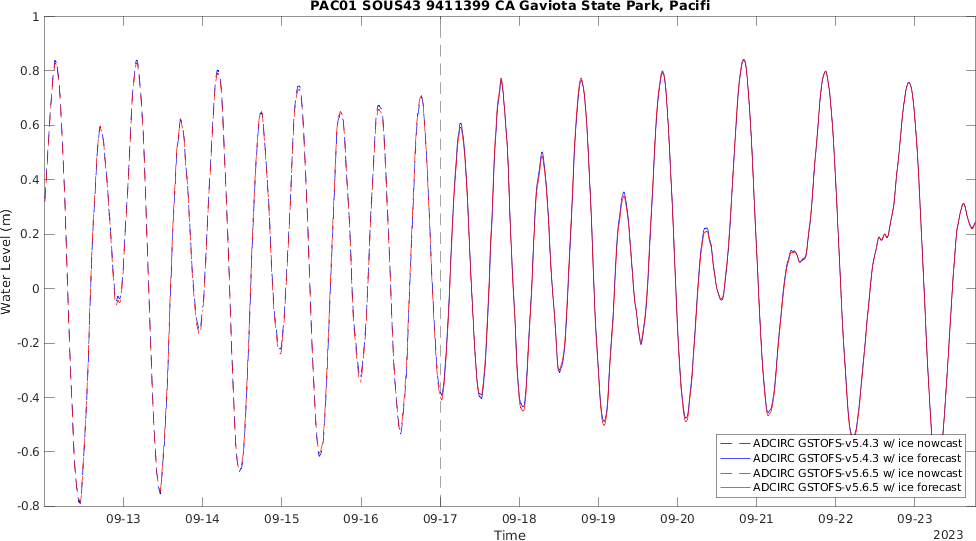 PAC01 SOUS43 9411399 CA Gaviota State Park, Pacifi
1
0.8
0.6
0.4
0.2
0
-0.2
-0.4
-0.6
-0.8
Water Level (m)
ADCIRC GSTOFS-v5.4.3 w/ ice nowcast
ADCIRC GSTOFS-v5.4.3 w/ ice forecast
ADCIRC GSTOFS-v5.6.5 w/ ice nowcast
ADCIRC GSTOFS-v5.6.5 w/ ice forecast
09-13 09-14 09-15 09-16 09-17 09-18 09-19 09-20 09-21 09-22 09-23
Time
2023